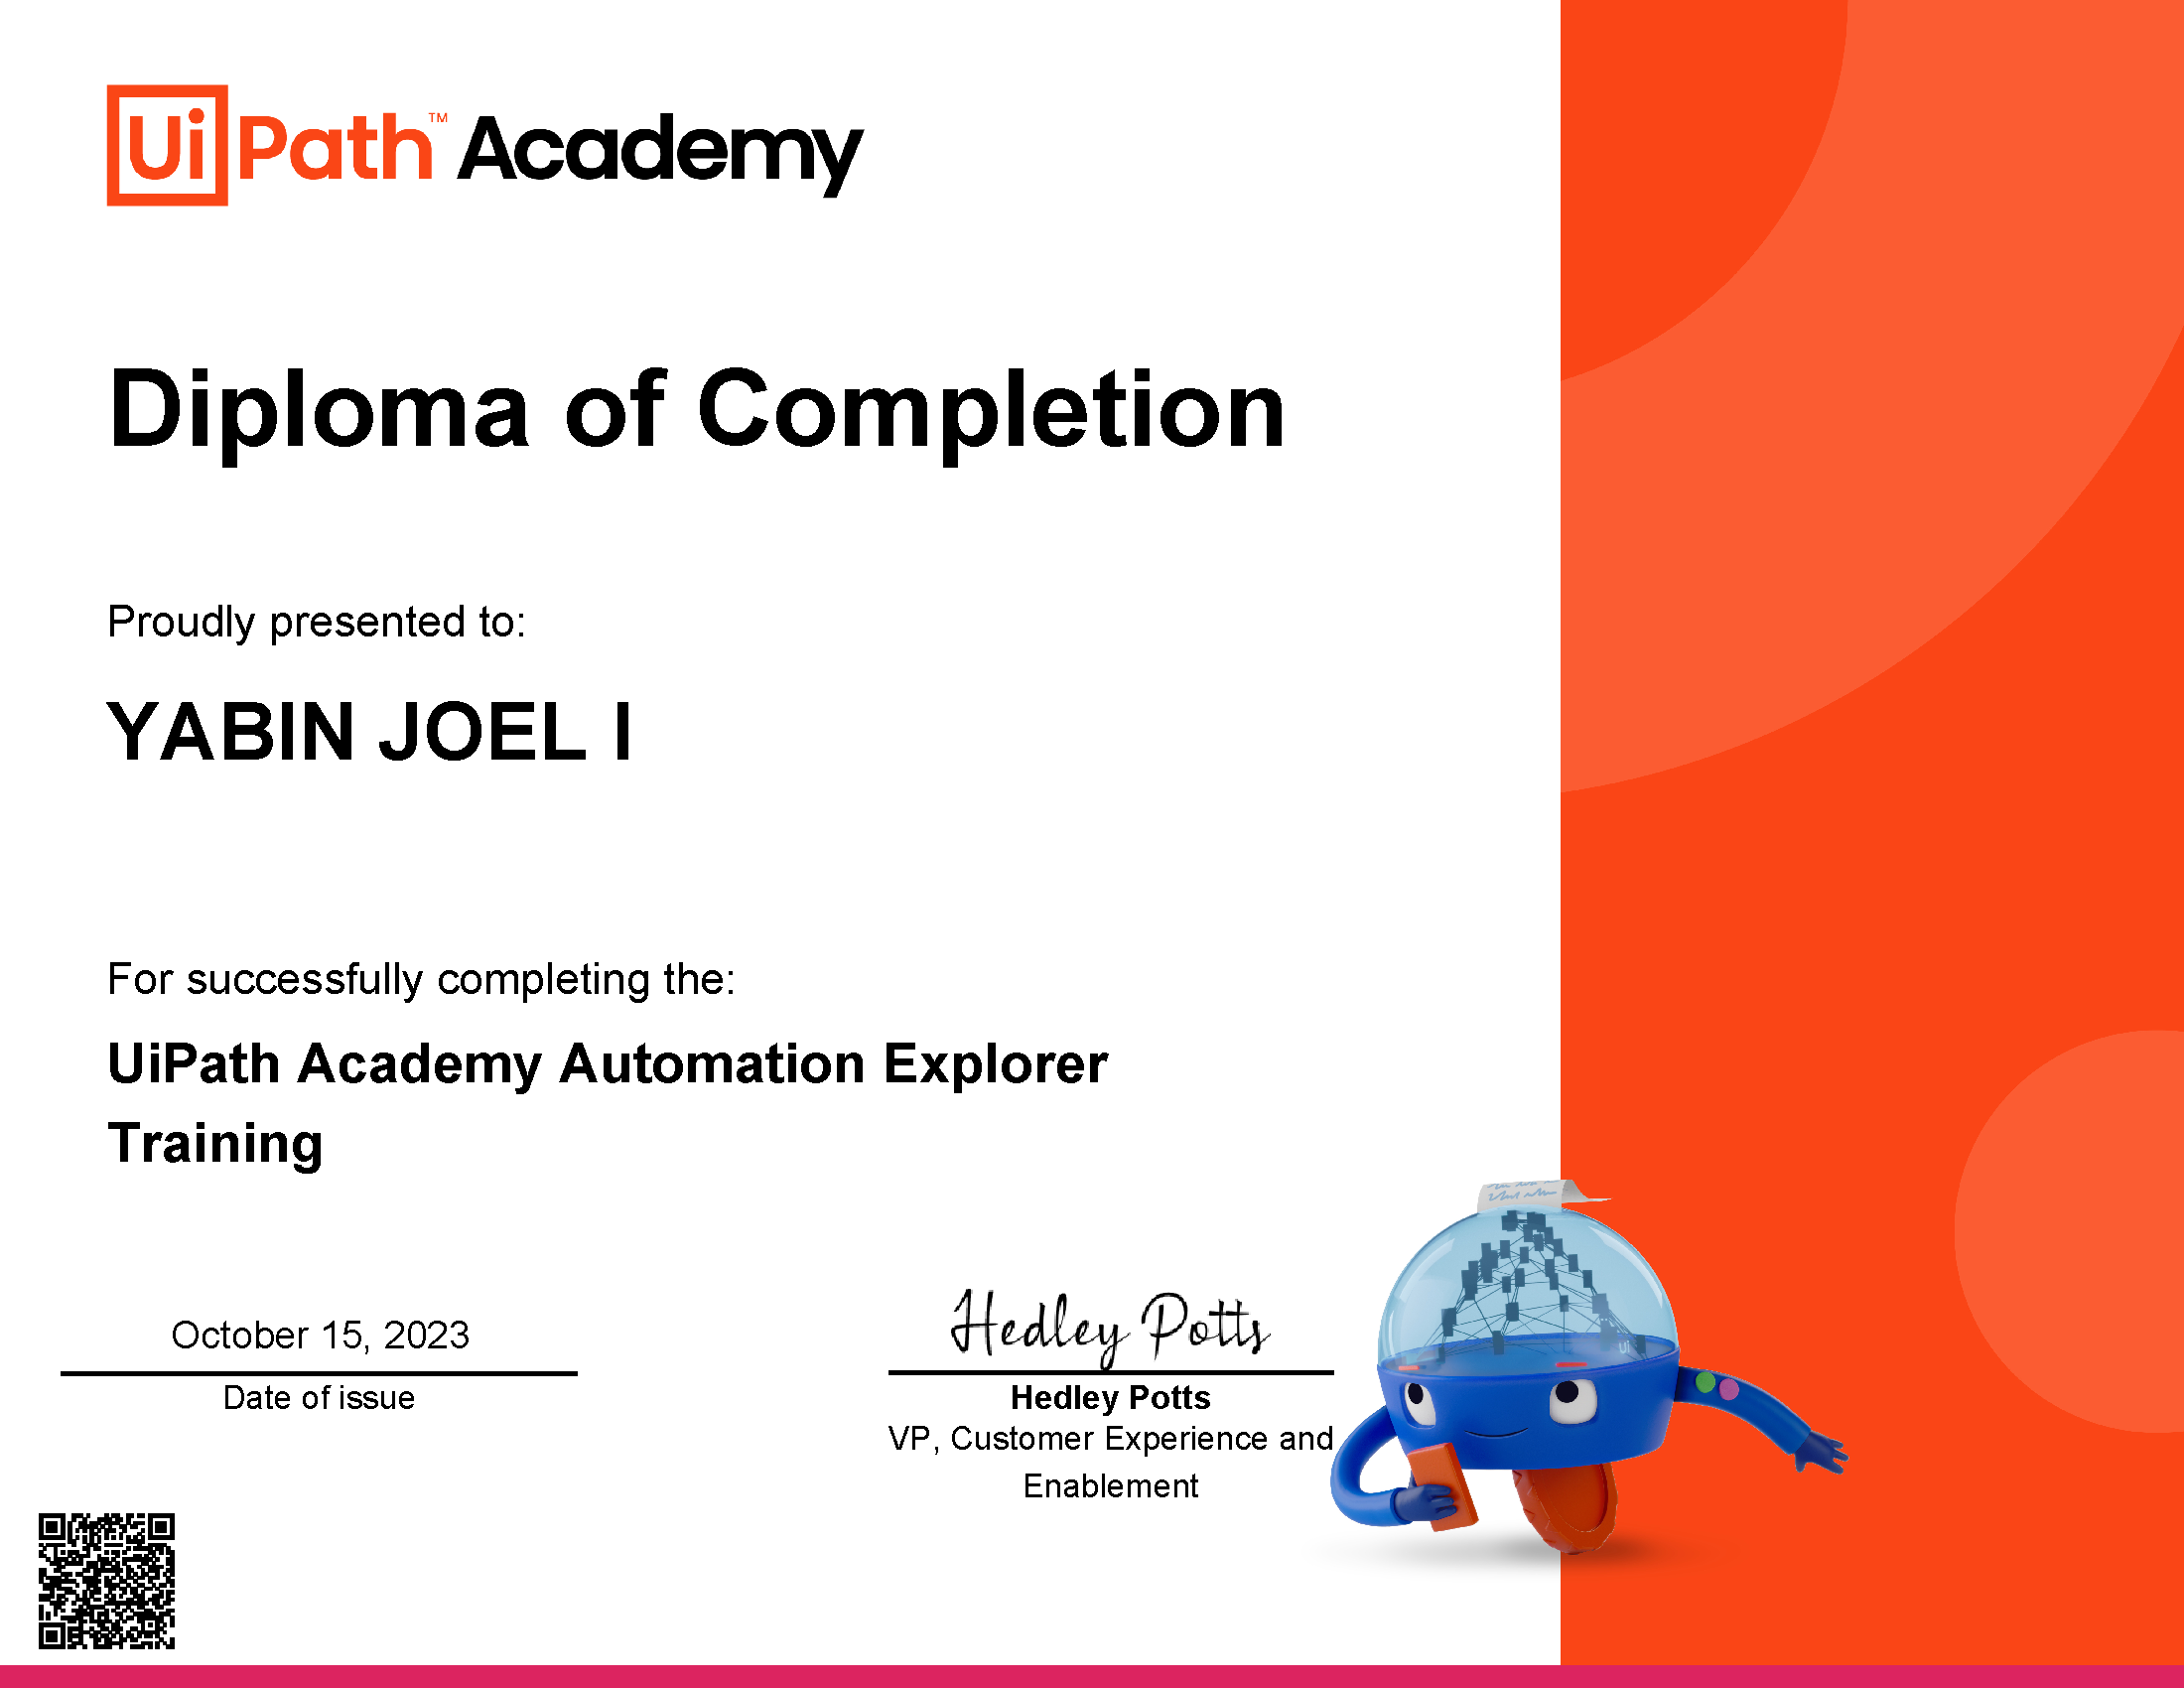 UiPath™ Academy
Diploma of Completion
Proudly presented to:
YABIN JOEL I
For successfully completing the:
UiPath Academy Automation Explorer
Training
October 15, 2023
Date of issue
Hedley Potts
Hedley Potts
VP, Customer Experience and
Enablement
ui